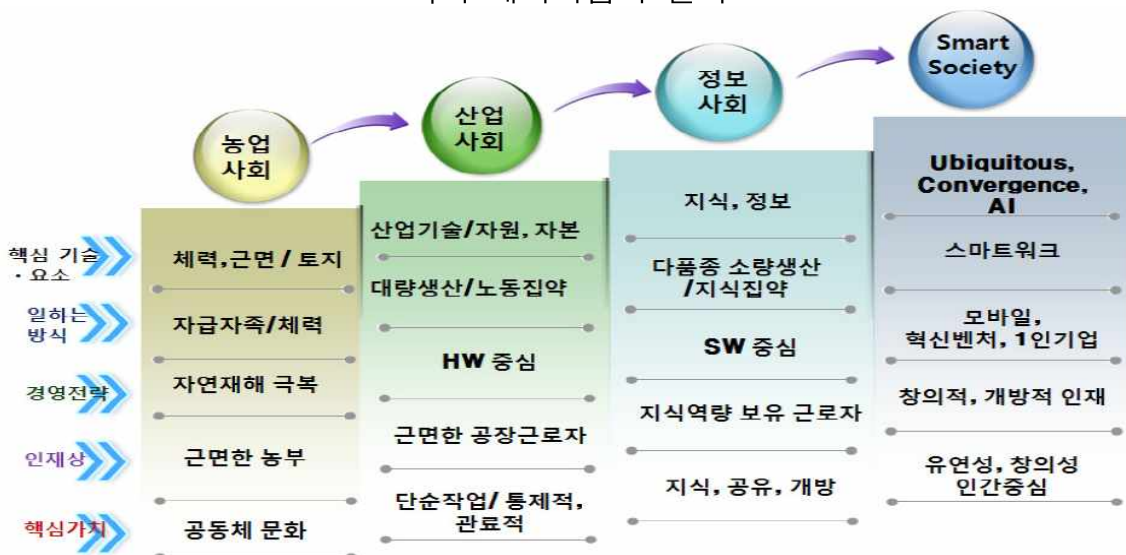 Smart
Society
정보
사회
산업
사회
농업
사회
핵심 기술
· 요소
체력,근면 / 토지
산업기술/자원, 자본
지식, 정보
Ubiquitous,
Convergence,
AI
일하는
방식
자급자족/체력
대량생산/노동집약
다품종 소량생산
/지식집약
스마트워크
경영전략
자연재해 극복
HW 중심
SW 중심
모바일,
혁신벤처, 1인기업
인재상
근면한 농부
근면한 공장근로자
지식역량 보유 근로자
창의적, 개방적 인재
핵심가치
공동체 문화
단순작업/ 통제적,
관료적
지식, 공유, 개방
유연성, 창의성
인간중심